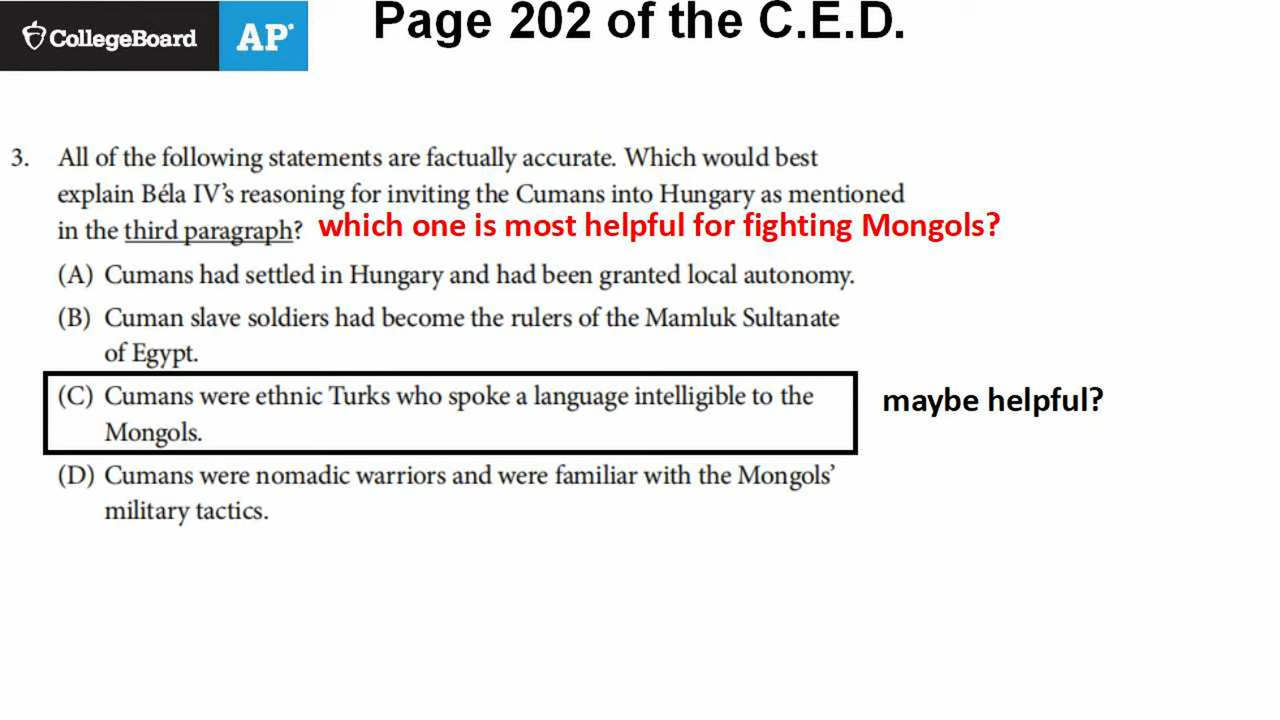 CollegeBoard
AP®
Page 202 of the C.E.D.
3. All of the following statements are factually accurate. Which would best
explain Béla IV's reasoning for inviting the Cumans into Hungary as mentioned
in the third paragraph? which one is most helpful for fighting Mongols?
(A) Cumans had settled in Hungary and had been granted local autonomy.
(B) Cuman slave soldiers had become the rulers of the Mamluk Sultanate
of Egypt.
(C) Cumans were ethnic Turks who spoke a language intelligible to the
Mongols.
maybe helpful?
(D) Cumans were nomadic warriors and were familiar with the Mongols'
military tactics.